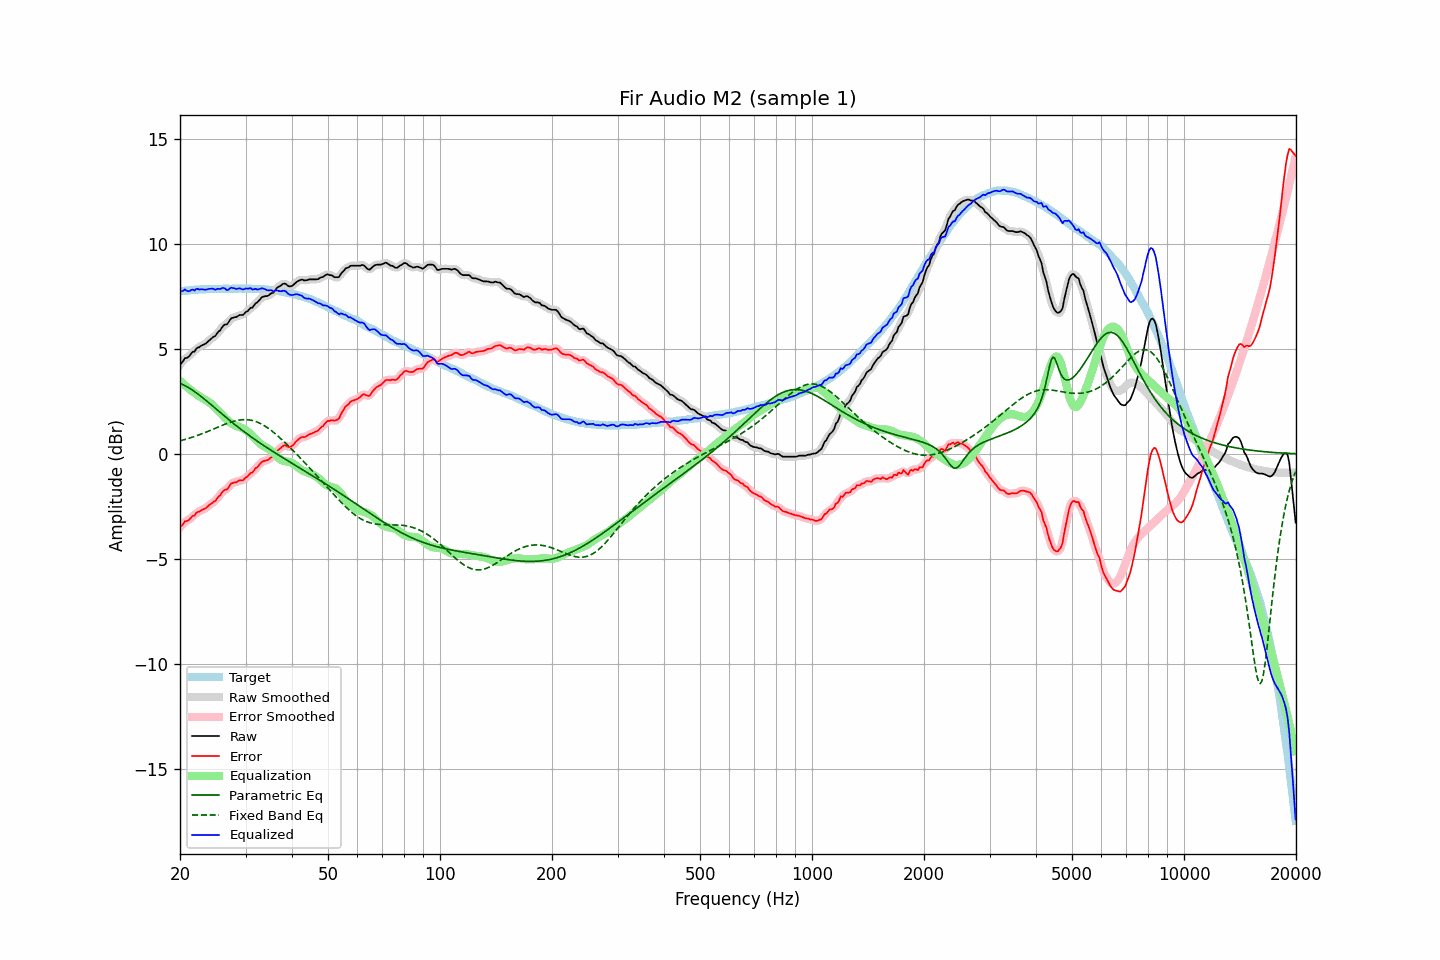 Fir Audio M2 (sample 1)
15
10
5
0
−5
−10
−15
Amplitude (dBr)
Target
Raw Smoothed
Error Smoothed
Raw
Error
Equalization
Parametric Eq
Fixed Band Eq
Equalized
20 50 100 200 500 1000 2000 5000 10000 20000
Frequency (Hz)